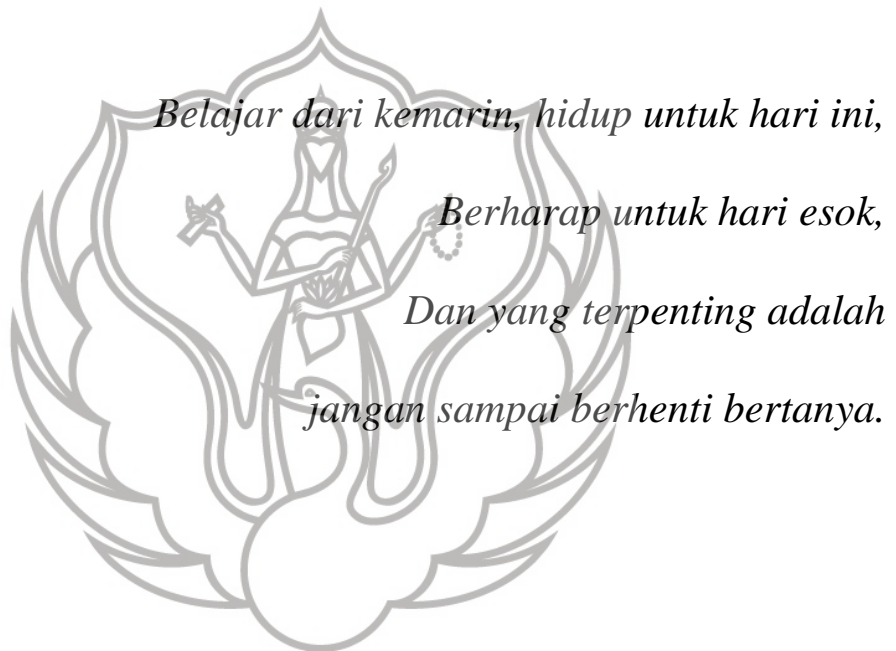 Belajar dari kemarin, hidup untuk hari ini,
Berharap untuk hari esok,
Dan yang terpenting adalah
jangan sampai berhenti bertanya.